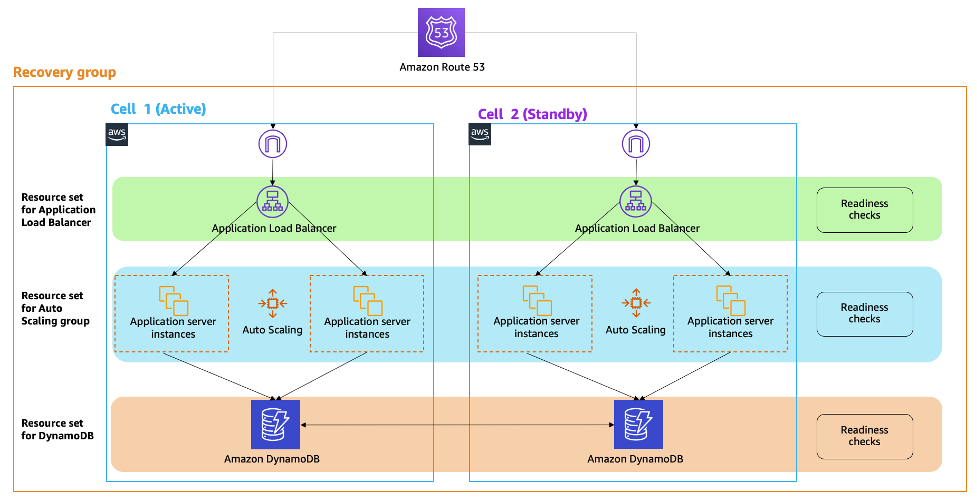 53
Amazon Route 53
Recovery group
Cell 1 (Active)
Cell 2 (Standby)
aws
aws
Resource set
for Application
Load Balancer
Application Load Balancer
Application Load Balancer
Readiness
checks
Resource set
for Auto
Scaling group
Application server
instances
Auto Scaling
Application server
instances
Application server
instances
Auto Scaling
Application server
instances
Readiness
checks
Resource set
for DynamoDB
Amazon DynamoDB
Amazon DynamoDB
Readiness
checks